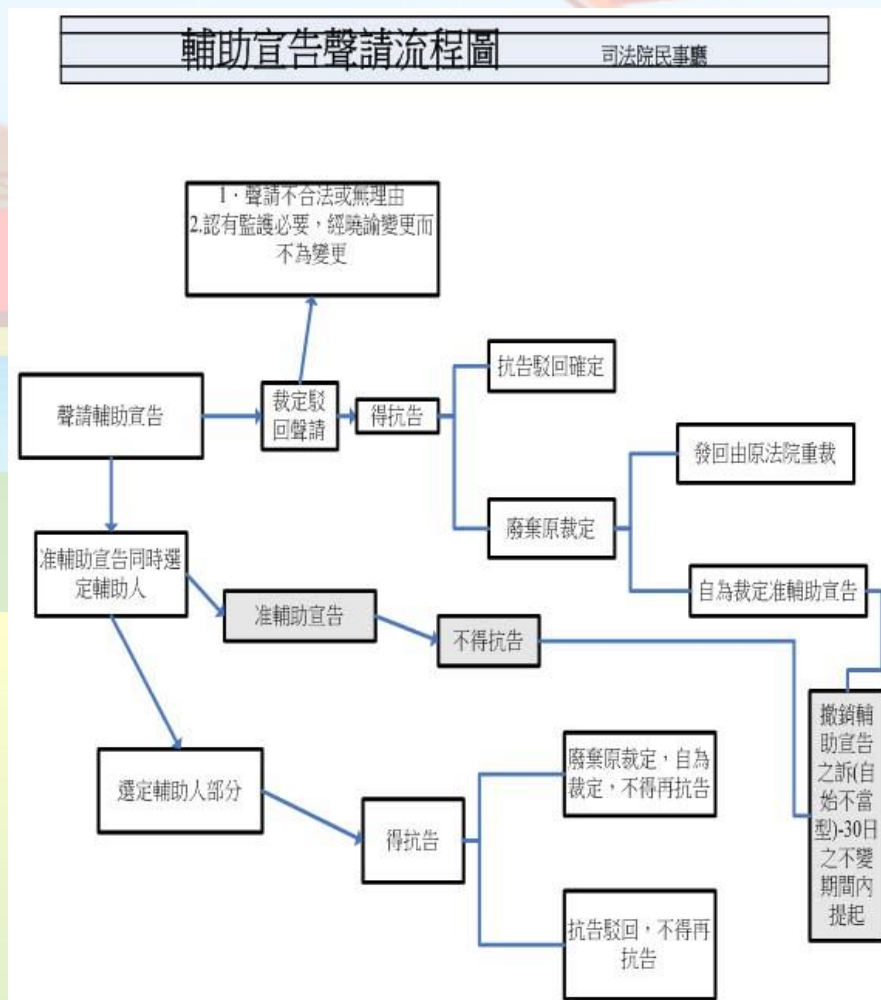 輔助宣告聲請流程圖
司法院民事廳
1．聲請不合法或無理由
2.認有監護必要，經曉諭變更而
不為變更
聲請輔助宣告
裁定駁
回聲請
得抗告
抗告駁回確定
廢棄原裁定
發回由原法院重裁
自為裁定准輔助宣告
准輔助宣告同時選
定輔助人
准輔助宣告
不得抗告
撤銷輔
助宣告
之訴(自
始不當
型)-30日
之不變
期間內
提起
選定輔助人部分
得抗告
廢棄原裁定，自為
裁定，不得再抗告
抗告駁回，不得再
抗告